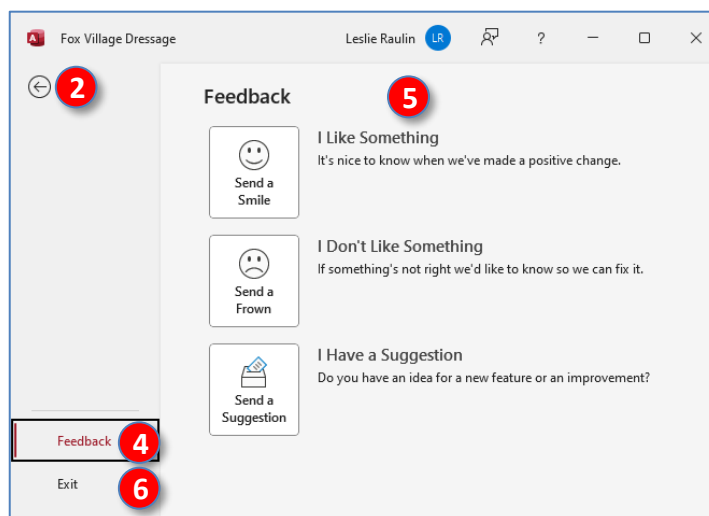 A
Fox Village Dressage
Leslie Raulin
LR
?
2
Feedback
5
Send a
Smile
I Like Something
It's nice to know when we've made a positive change.
Send a
Frown
I Don't Like Something
If something's not right we'd like to know so we can fix it.
Send a
Suggestion
I Have a Suggestion
Do you have an idea for a new feature or an improvement?
Feedback
4
Exit
6